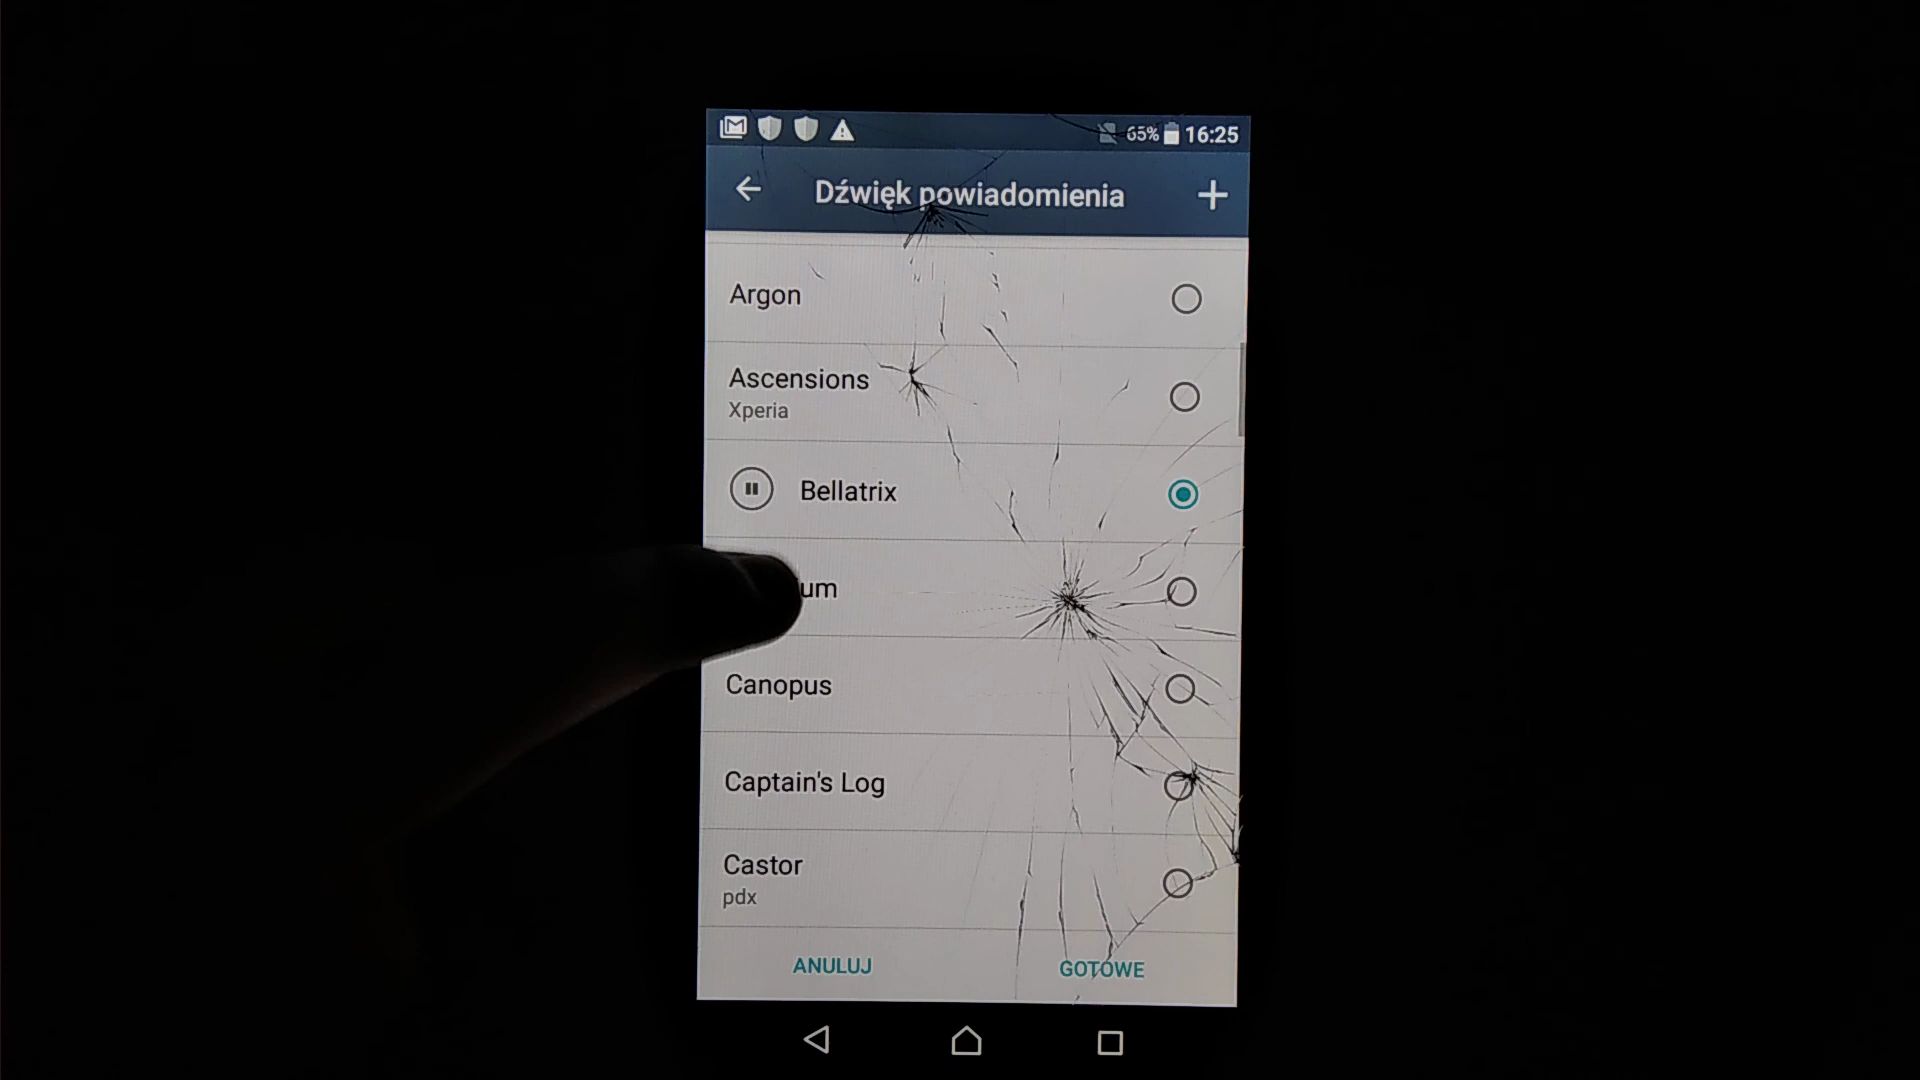 65% 16:25
Dźwięk powiadomienia
Argon
Ascensions
Xperia
Bellatrix
Canopus
Captain's Log
Castor
pdx
ANULUJ GOTOWE